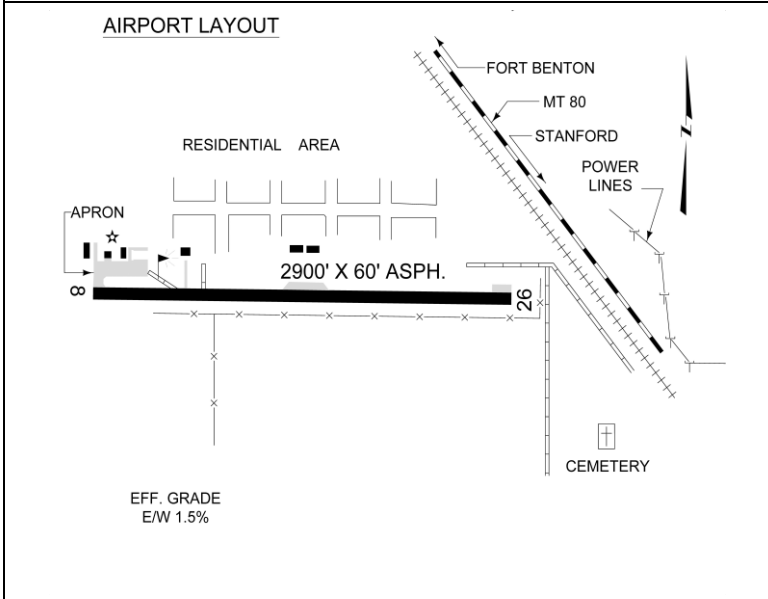 AIRPORT LAYOUT
FORT BENTON
MT 80
STANFORD
RESIDENTIAL AREA
POWER
LINES
N
APRON
2900' X 60' ASPH.
8
26
CEMETERY
EFF. GRADE
E/W 1.5%